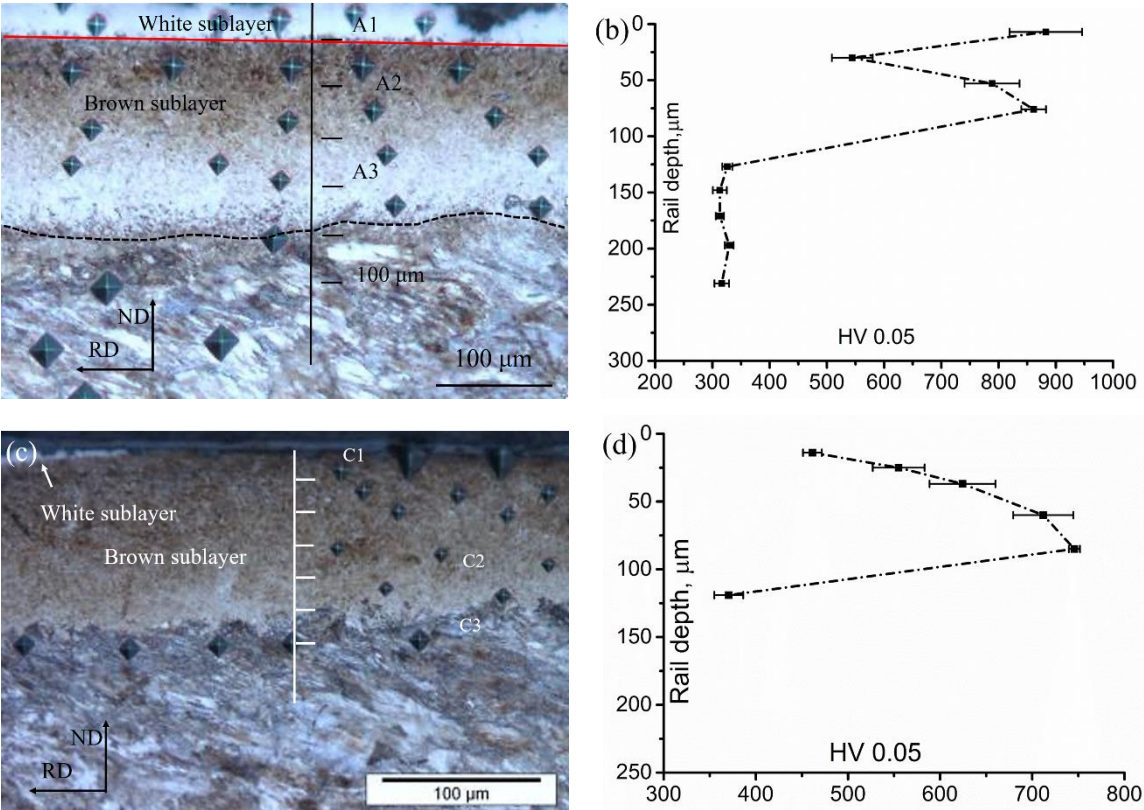 White sublayer
A1
A2
Brown sublayer
A3
100 µm
ND
RD
100 µm
(b)
0
50
100
150
200
250
300
Rail depth,µm
HV 0.05
200 300 400 500 600 700 800 900 1000
(c)
C1
White sublayer
Brown sublayer
C2
C3
ND
RD
100 µm
(d)
0
50
100
150
200
250
Rail depth, µm
HV 0.05
300 400 500 600 700 800